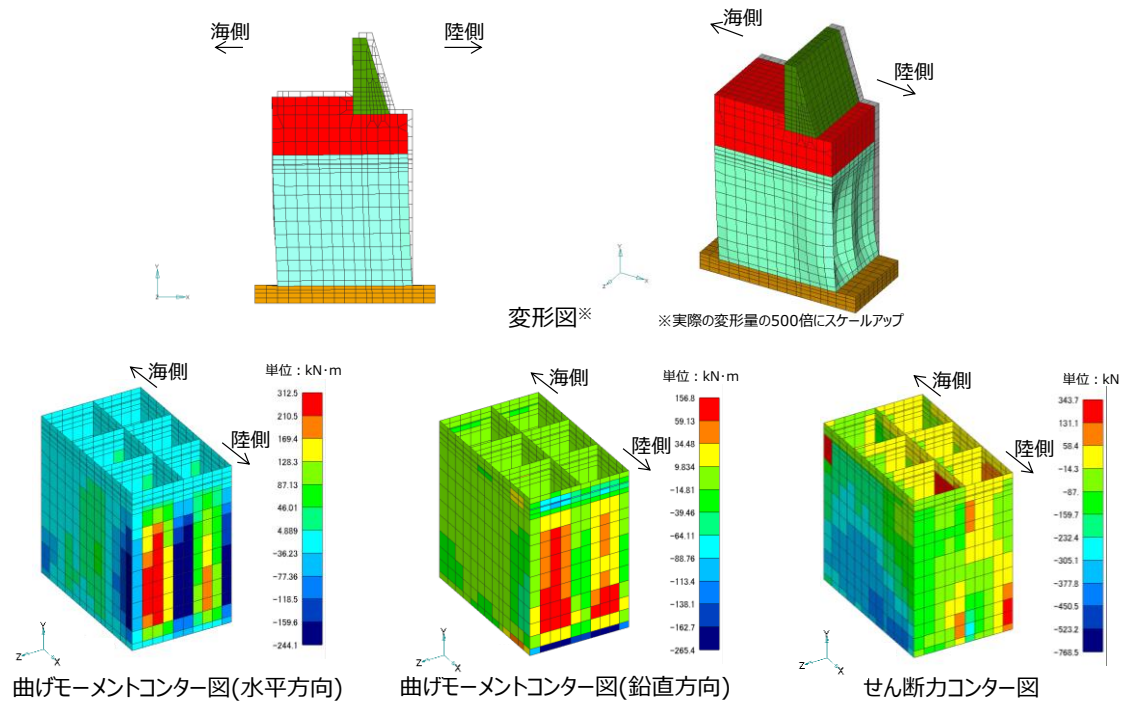 海側
陸側
海側
陸側
Y
Z
X
Y
Z
X
変形図※
※実際の変形量の500倍にスケールアップ
海側
陸側
単位：kN･m
312.5
210.5
169.4
128.3
87.13
46.01
4.889
-36.23
-77.36
-118.5
-159.6
-244.1
Y
Z
X
曲げモーメントコンター図(水平方向)
海側
陸側
単位：kN･m
156.8
59.13
34.48
9.834
-14.81
-39.46
-64.11
-88.76
-113.4
-138.1
-162.7
-265.4
Y
Z
X
曲げモーメントコンター図(鉛直方向)
海側
陸側
単位：kN
343.7
131.1
58.4
-14.3
-87.
-159.7
-232.4
-305.1
-377.8
-450.5
-523.2
-768.5
Y
Z
X
せん断力コンター図